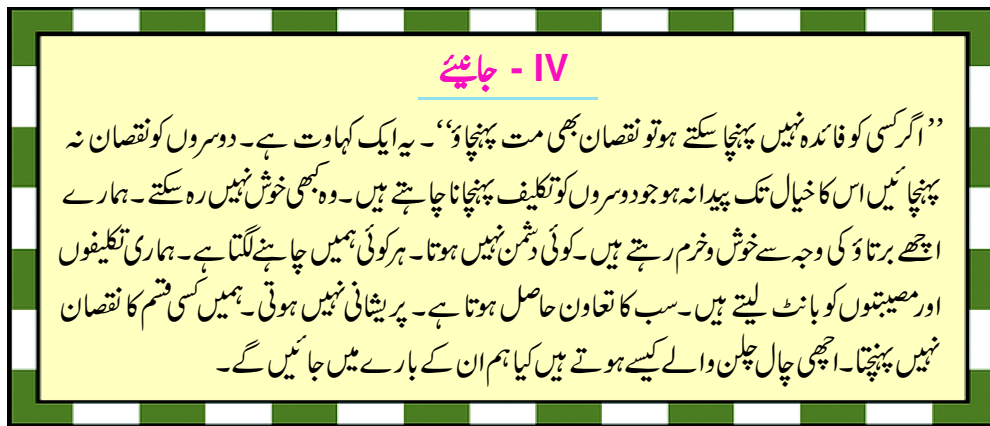 IV - جانیئے
’’اگر کسی کو فائدہ نہیں پہنچا سکتے ہو تو نقصان بھی مت پہنچاؤ‘‘۔ یہ ایک کہاوت ہے۔ دوسروں کو نقصان نہ
پہنچائیں اس کا خیال تک پیدا نہ ہو جو دوسروں کو تکلیف پہنچانا چاہتے ہیں۔ وہ کبھی خوش نہیں رہ سکتے۔ ہمارے
اچھے برتاؤ کی وجہ سے خوش و خرم رہتے ہیں۔ کوئی دشمن نہیں ہوتا۔ ہر کوئی ہمیں چاہنے لگتا ہے۔ ہماری تکلیفوں
اور مصیبتوں کو بانٹ لیتے ہیں۔ سب کا تعاون حاصل ہوتا ہے۔ پریشانی نہیں ہوتی۔ ہمیں کسی قسم کا نقصان
نہیں پہنچتا۔ اچھی چال چلن والے کیسے ہوتے ہیں کیا ہم ان کے بارے میں جائیں گے۔